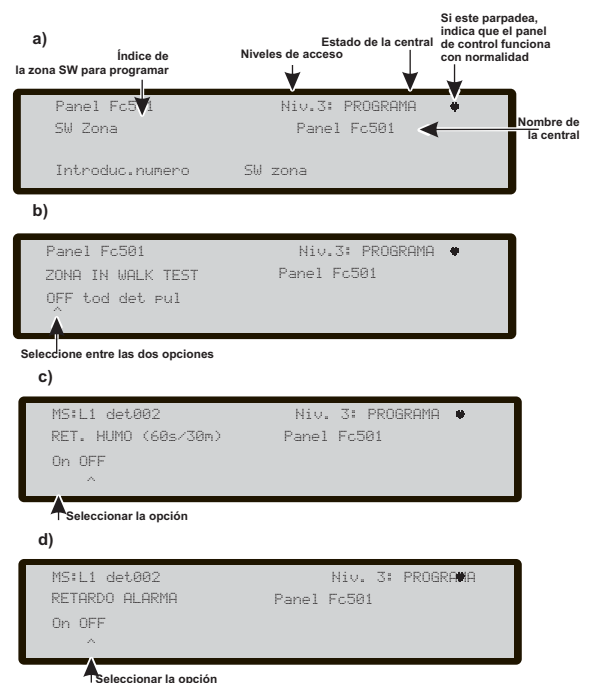 a)
Índice de
la zona SW para programar
Niveles de acceso
Estado de la central
Si este parpadea,
indica que el panel
de control funciona
con normalidad
Panel Fc501 Niv.3: PROGRAMA
SW Zona Panel Fc501
Nombre de
la central
Introduc.numero SW zona
b)
Panel Fc501 Niv.3: PROGRAMA
ZONA IN WALK TEST Panel Fc501
OFF tod det pul
^
Seleccione entre las dos opciones
c)
MS:L1 det002 Niv. 3: PROGRAMA
RET. HUMO (60s/30m) Panel Fc501
On OFF
^
Seleccionar la opción
d)
MS:L1 det002 Niv. 3: PROGRAMA
RETARDO ALARMA Panel Fc501
On OFF
^
Seleccionar la opción